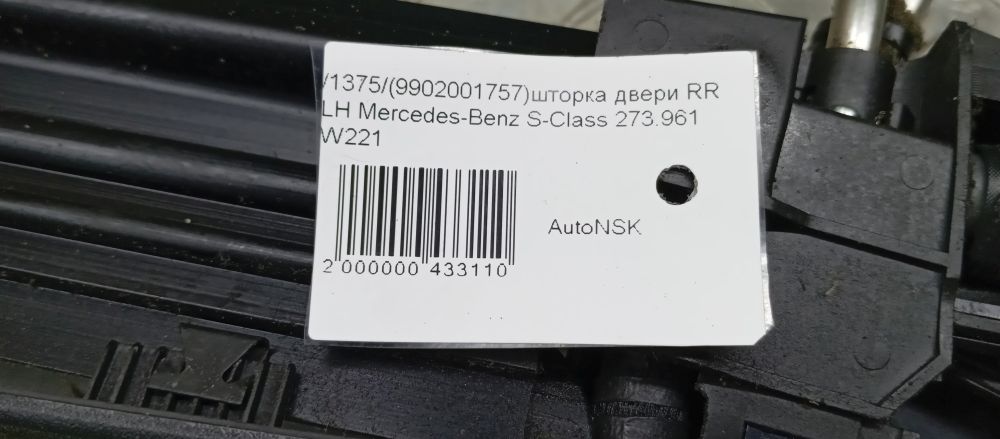 /1375/(9902001757)шторка двери RR
LH Mercedes-Benz S-Class 273.961
W221
AutoNSK
2 000000 433110